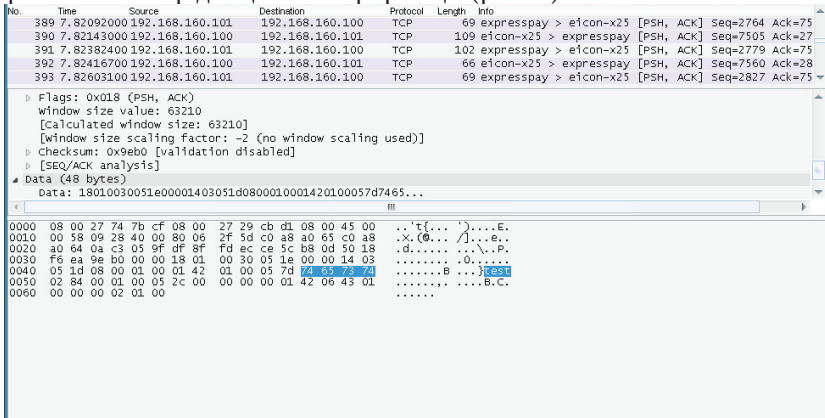 No. Time Source Destination Protocol Length Info
389 7.82092000 192.168.160.101 192.168.160.100 TCP 69 expresspay > eicon-x25 [PSH, ACK] Seq=2764 Ack=75
390 7.82143000 192.168.160.100 192.168.160.101 TCP 109 eicon-x25 > expresspay [PSH, ACK] Seq=7505 Ack=27
391 7.82382400 192.168.160.101 192.168.160.100 TCP 102 expresspay > eicon-x25 [PSH, ACK] Seq=2779 Ack=75
392 7.82416700 192.168.160.100 192.168.160.101 TCP 66 eicon-x25 > expresspay [PSH, ACK] Seq=7560 Ack=28
393 7.82603100 192.168.160.101 192.168.160.100 TCP 69 expresspay > eicon-x25 [PSH, ACK] Seq=2827 Ack=75
Flags: 0x018 (PSH, ACK)
Window size value: 63210
[Calculated window size: 63210]
[Window size scaling factor: -2 (no window scaling used)]
Checksum: 0x9eb0 [validation disabled]
[SEQ/ACK analysis]
Data (48 bytes)
Data: 18010030051e00001403051d0800010001420100057d7465...
0000 08 00 27 74 7b cf 08 00 27 29 cb d1 08 00 45 00 ..'t{... ')....E.
0010 00 58 09 28 40 00 80 06 2f 5d c0 a8 a0 65 c0 a8 .X.(@... /]...e..
0020 a0 64 0a c3 05 9f df 8f fd ec ce 5c b8 0d 50 18 .d...... ...\..P.
0030 f6 ea 9e b0 00 00 18 01 00 30 05 1e 00 00 14 03 ........ .0......
0040 05 1d 08 00 01 00 01 42 01 00 05 7d 74 65 73 74 .......B ...}test
0050 02 84 00 01 00 05 2c 00 00 00 00 01 42 06 43 01 ......,. ....B.C.
0060 00 00 00 02 01 00 ......